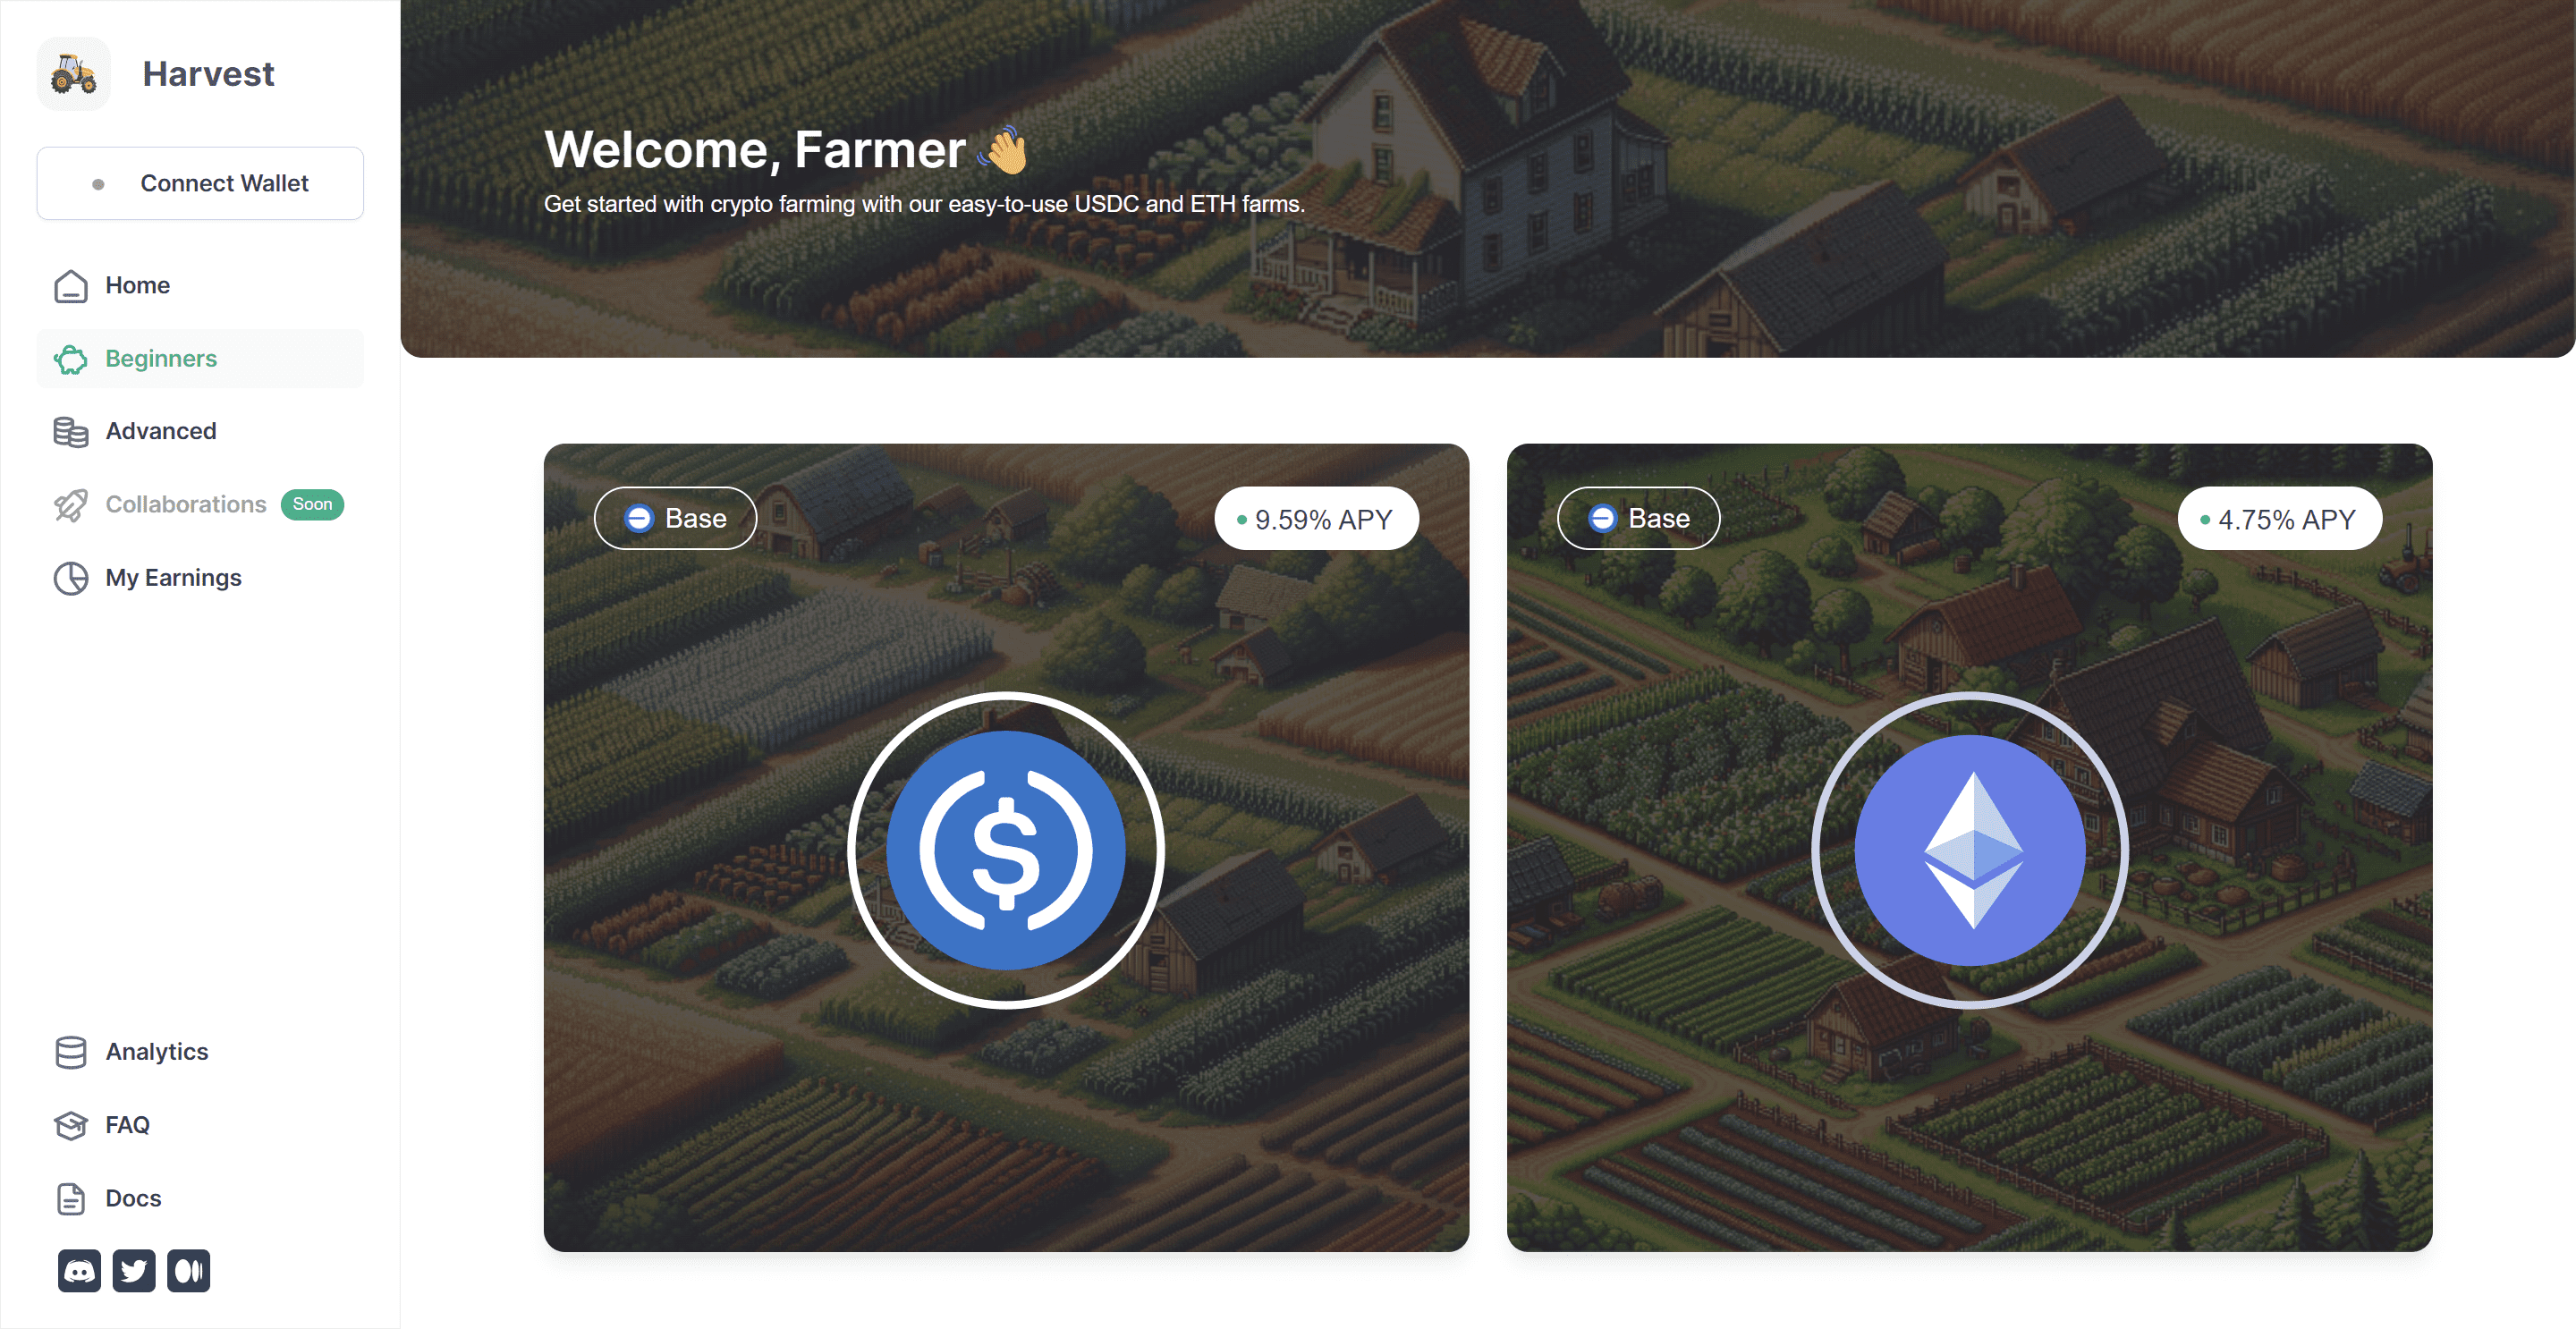 Harvest
Connect Wallet
Home
Beginners
Advanced
Collaborations Soon
My Earnings
Analytics
FAQ
Docs
Welcome, Farmer 👋
Get started with crypto farming with our easy-to-use USDC and ETH farms.
Base
9.59% APY
Base
4.75% APY